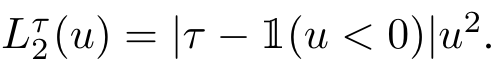 $L_2^\tau(u) = |\tau - \mathbb{1}(u < 0)|u^2.$